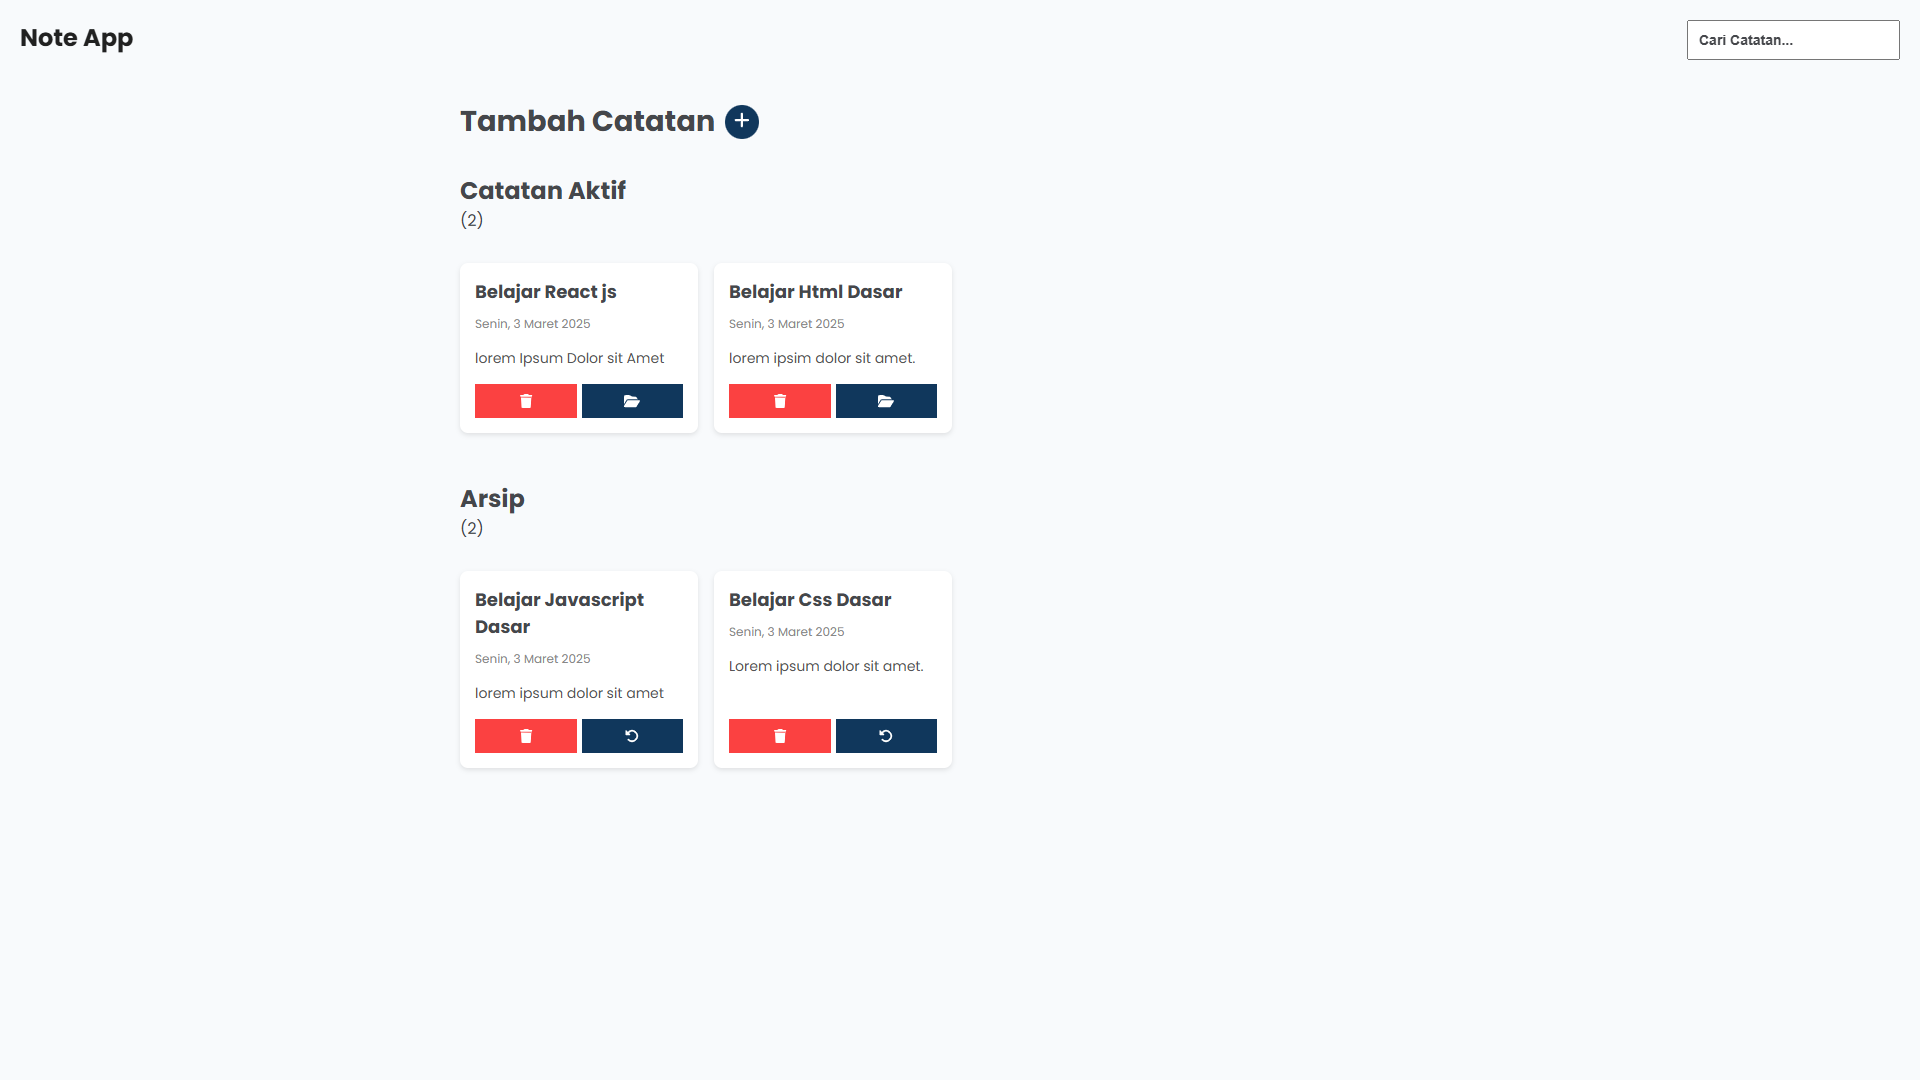 Note App
Cari Catatan...
Tambah Catatan
Catatan Aktif
(2)
Belajar React js
Senin, 3 Maret 2025
lorem Ipsum Dolor sit Amet
Belajar Html Dasar
Senin, 3 Maret 2025
lorem ipsim dolor sit amet.
Arsip
(2)
Belajar Javascript
Dasar
Senin, 3 Maret 2025
lorem ipsum dolor sit amet
Belajar Css Dasar
Senin, 3 Maret 2025
Lorem ipsum dolor sit amet.